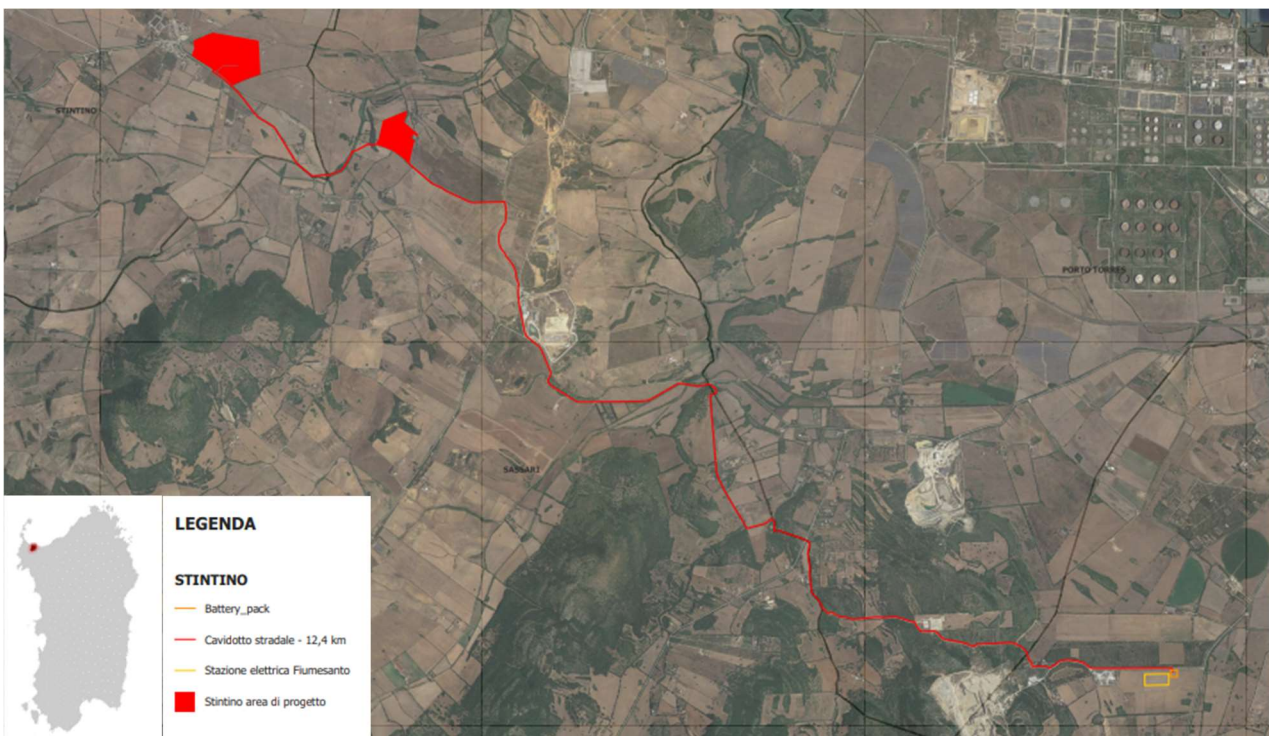 STINTINO
PORTO TORRES
SASSARI
LEGENDA
STINTINO
Battery_pack
Cavidotto stradale - 12,4 km
Stazione elettrica Fiumesanto
Stintino area di progetto